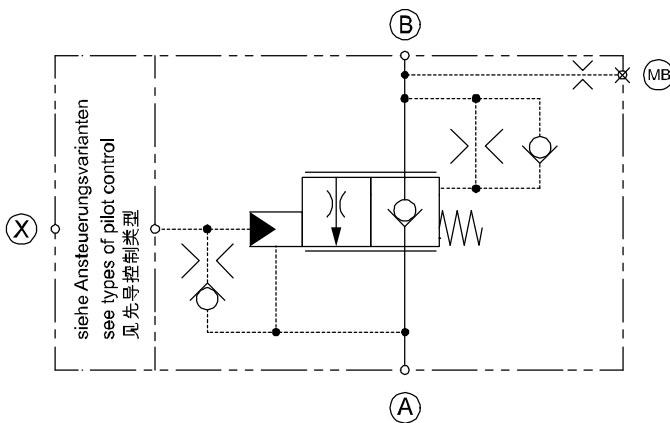 B
MB
X
siehe Ansteuerungsvarianten
see types of pilot control
见先导控制类型
A